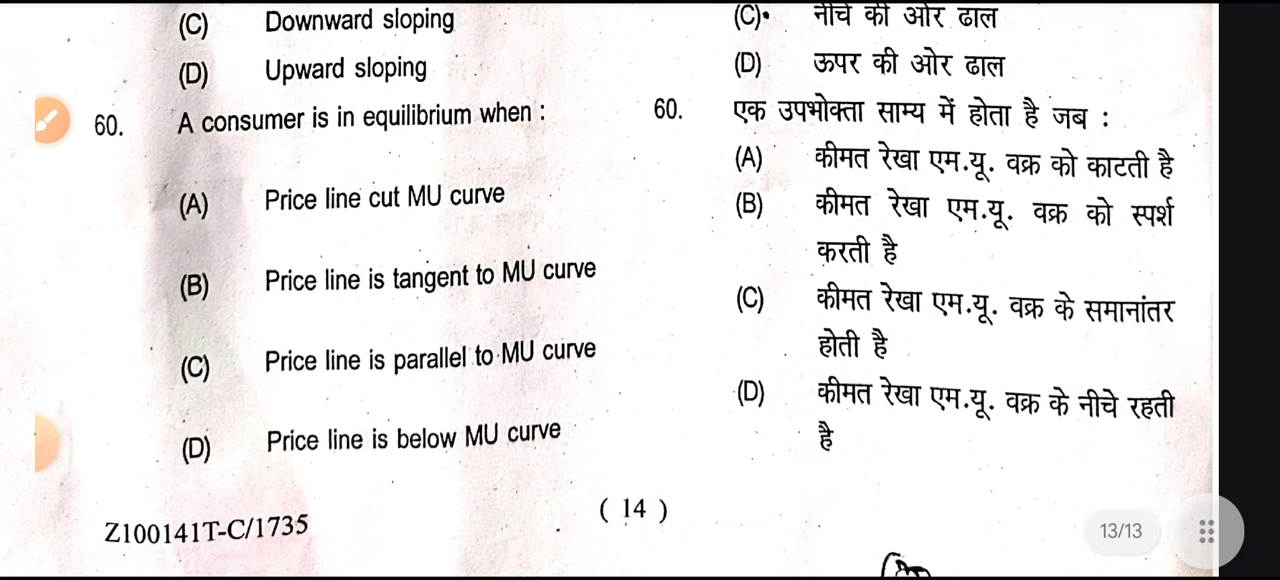 (C) Downward sloping
(D) Upward sloping
60. A consumer is in equilibrium when :
(A) Price line cut MU curve
(B) Price line is tangent to MU curve
(C) Price line is parallel to MU curve
(D) Price line is below MU curve
(C) नीचे की ओर ढाल
(D) ऊपर की ओर ढाल
60. एक उपभोक्ता साम्य में होता है जब :
(A) कीमत रेखा एम.यू. वक्र को काटती है
(B) कीमत रेखा एम.यू. वक्र को स्पर्श
करती है
(C) कीमत रेखा एम.यू. वक्र के समानांतर
होती है
(D) कीमत रेखा एम.यू. वक्र के नीचे रहती
है
Z100141T-C/1735
( 14 )
13/13